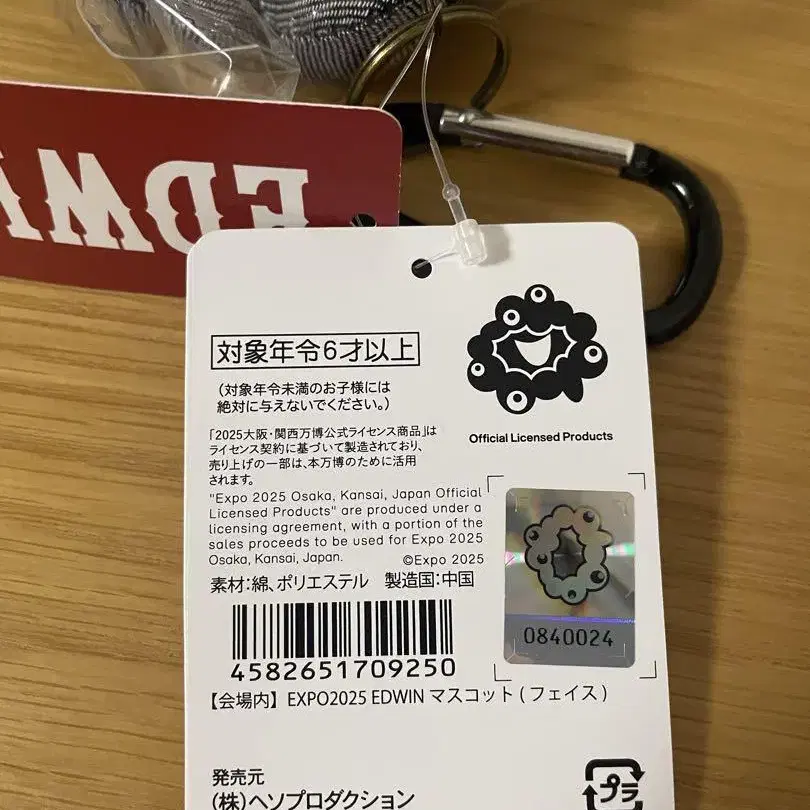 EDW
対象年令6才以上
(対象年令未満のお子様には
絶対に与えないでください。)
「2025大阪・関西万博公式ライセンス商品」は
ライセンス契約に基づいて製造されており、
売り上げの一部は、本万博のために活用
されます。
"Expo 2025 Osaka, Kansai, Japan Official
Licensed Products" are produced under a
licensing agreement, with a portion of the
sales proceeds to be used for Expo 2025
Osaka, Kansai, Japan.
©Expo 2025
Official Licensed Products
素材:綿、ポリエステル 製造国:中国
4582651709250
0840024
【会場内】 EXPO2025 EDWIN マスコット ( フェイス )
発売元
(株)ヘソプロダクション
プラ